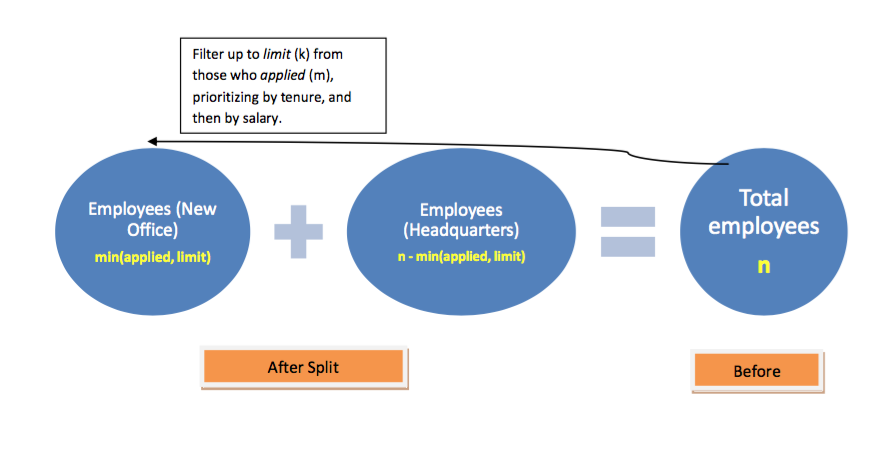 Filter up to limit (k) from
those who applied (m),
prioritizing by tenure, and
then by salary.
Employees (New
Office)
min(applied, limit)
Employees
(Headquarters)
n - min(applied, limit)
Total
employees
n
After Split
Before